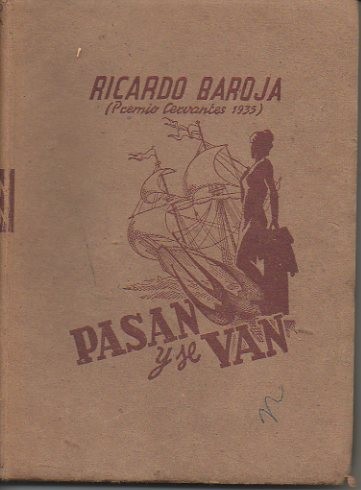 RICARDO BAROJA
(Premio Cervantes 1935)
PASAN
y se VAN
n